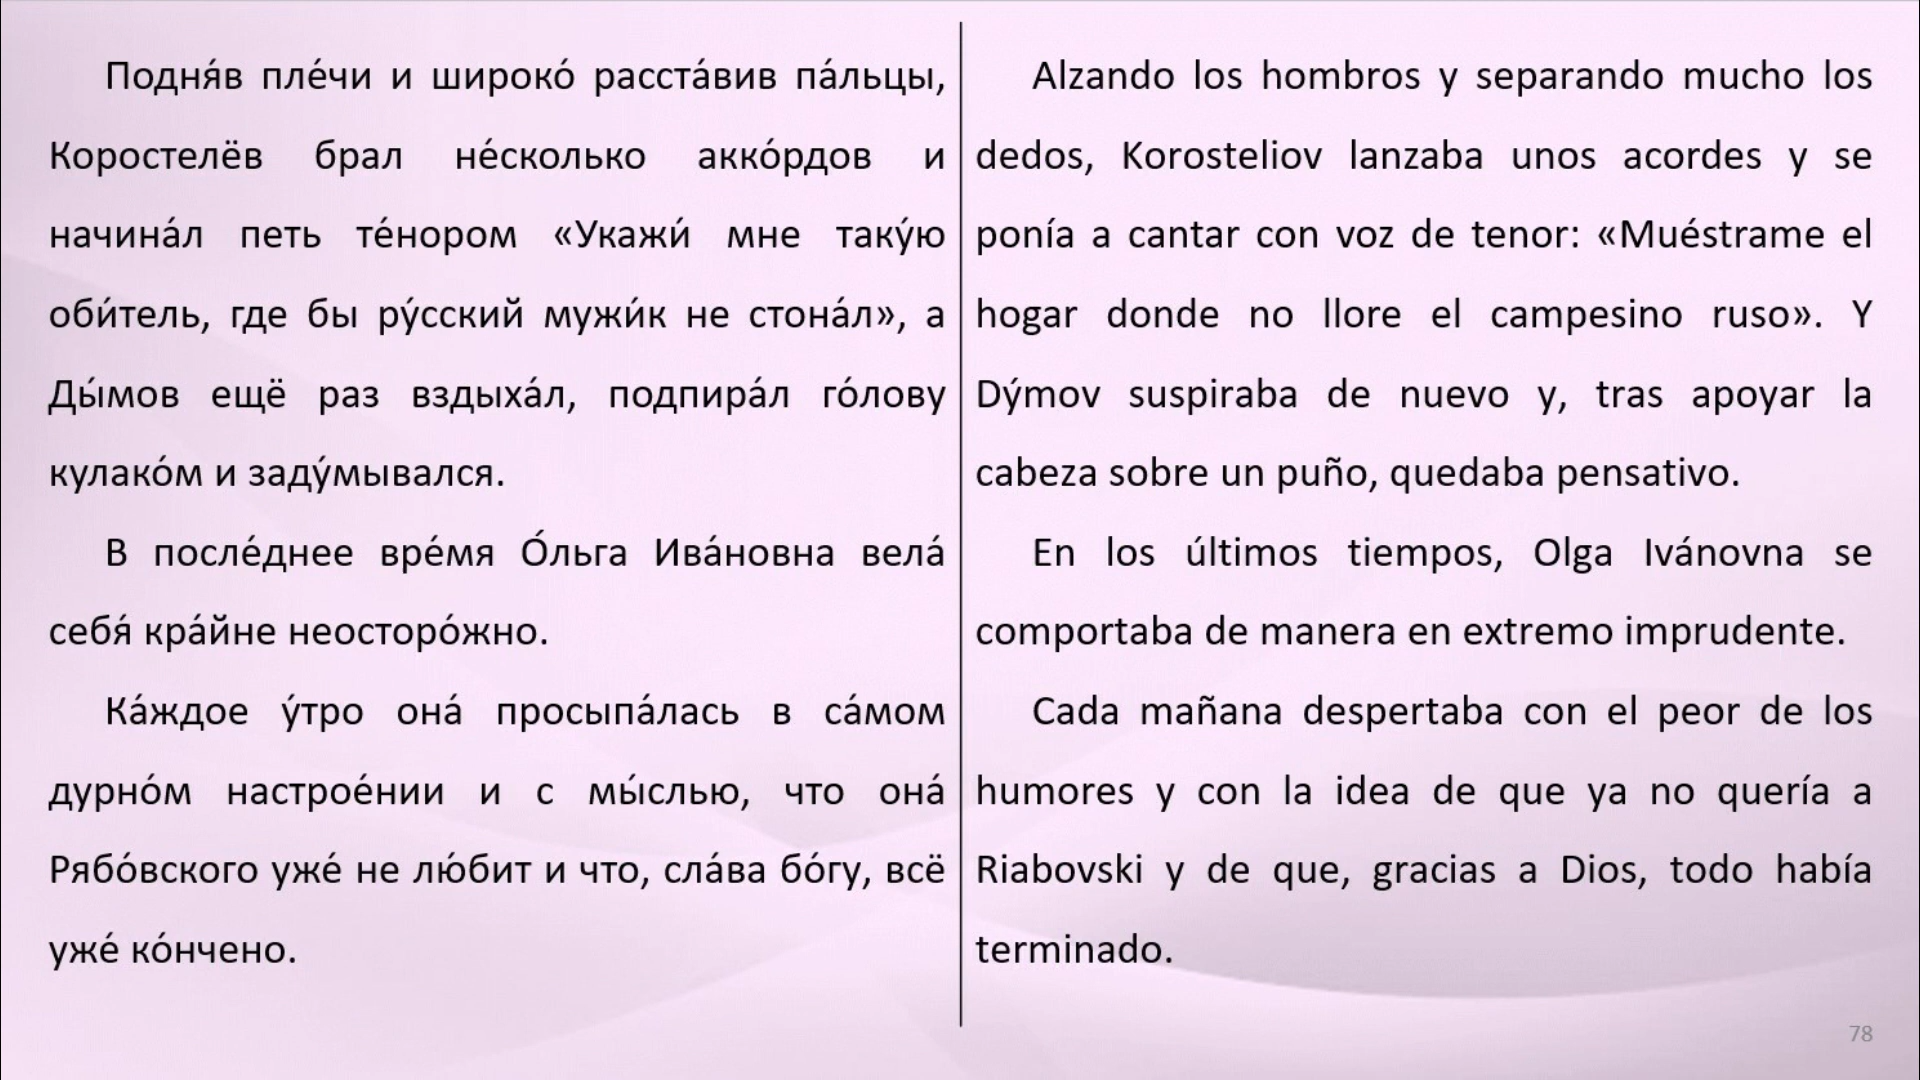 Подня́в пле́чи и широко́ расста́вив па́льцы,
Коростелёв брал не́сколько акко́рдов и
начина́л петь те́нором «Укажи́ мне таку́ю
оби́тель, где бы ру́сский мужи́к не стона́л», а
Ды́мов ещё раз вздыха́л, подпира́л го́лову
кулако́м и заду́мывался.
В после́днее вре́мя О́льга Ива́новна вела́
себя́ кра́йне неосторо́жно.
Ка́ждое у́тро она́ просыпа́лась в са́мом
дурно́м настрое́нии и с мы́слью, что она́
Рябо́вского уже́ не лю́бит и что, сла́ва бо́гу, всё
уже́ ко́нчено.
Alzando los hombros y separando mucho los
dedos, Korosteliov lanzaba unos acordes y se
ponía a cantar con voz de tenor: «Muéstrame el
hogar donde no llore el campesino ruso». Y
Dýmov suspiraba de nuevo y, tras apoyar la
cabeza sobre un puño, quedaba pensativo.
En los últimos tiempos, Olga Ivánovna se
comportaba de manera en extremo imprudente.
Cada mañana despertaba con el peor de los
humores y con la idea de que ya no quería a
Riabovski y de que, gracias a Dios, todo había
terminado.
78